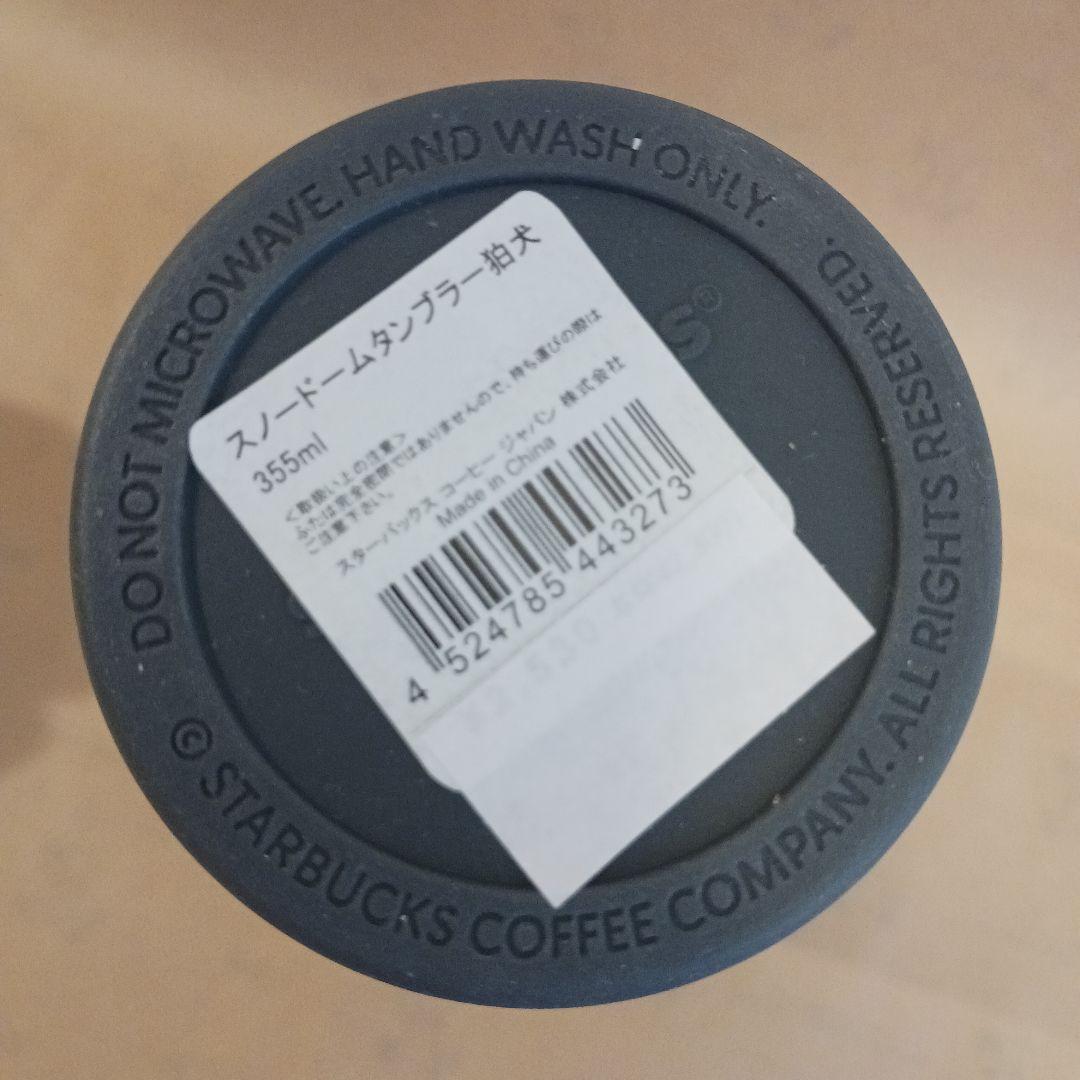 DO NOT MICROWAVE. HAND WASH ONLY.
© STARBUCKS COFFEE COMPANY. ALL RIGHTS RESERVED.
S®
スノードームタンブラー狛犬
355ml
<取扱い上の注意>
ふたは完全密閉ではありませんので、持ち運びの際は
ご注意下さい。
スターバックス コーヒー ジャパン 株式会社
Made in China
4 524785 443273